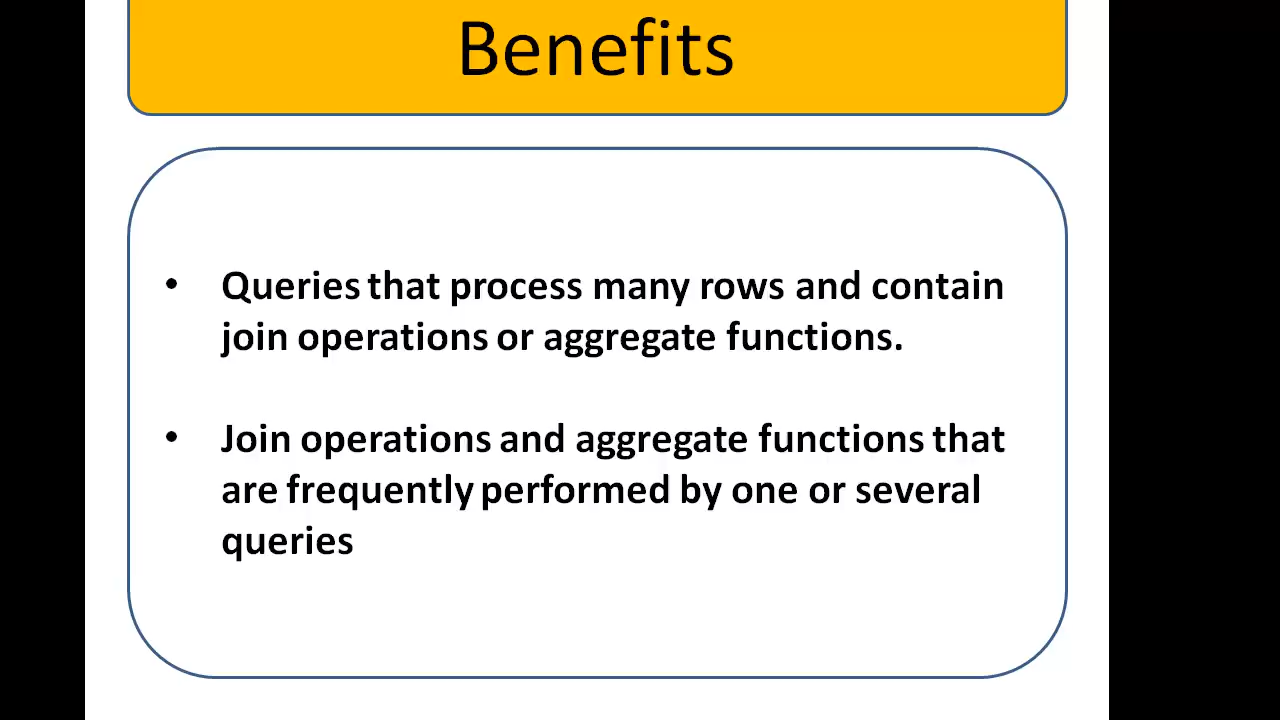 Benefits
• Queries that process many rows and contain
join operations or aggregate functions.
• Join operations and aggregate functions that
are frequently performed by one or several
queries